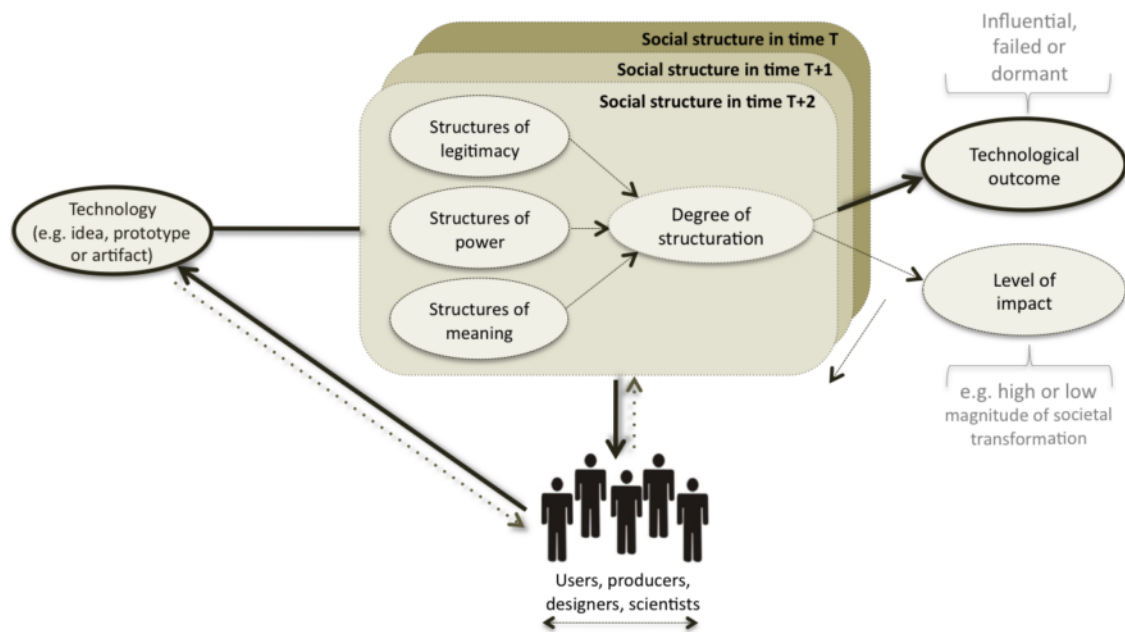 Social structure in time T
Social structure in time T+1
Social structure in time T+2
Structures of
legitimacy
Structures of
power
Structures of
meaning
Degree of
structuration
Technology
(e.g. idea, prototype
or artifact)
Influential,
failed or
dormant
Technological
outcome
Level of
impact
e.g. high or low
magnitude of societal
transformation
Users, producers,
designers, scientists